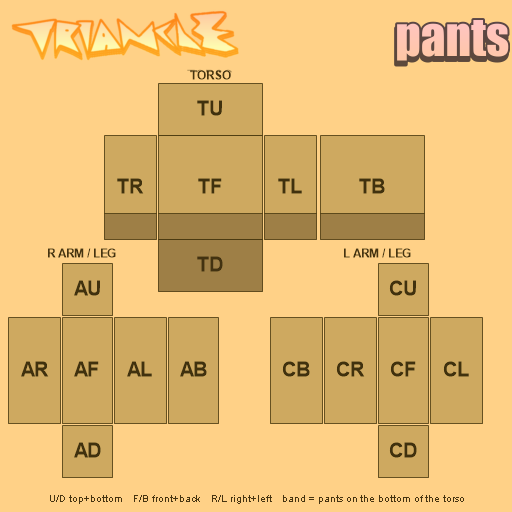 TRIANGLE
pants
TORSO
TU
TR TF TL TB
TD
R ARM / LEG L ARM / LEG
AU CU
AR AF AL AB CB CR CF CL
AD CD
U/D top+bottom F/B front+back R/L right+left band = pants on the bottom of the torso